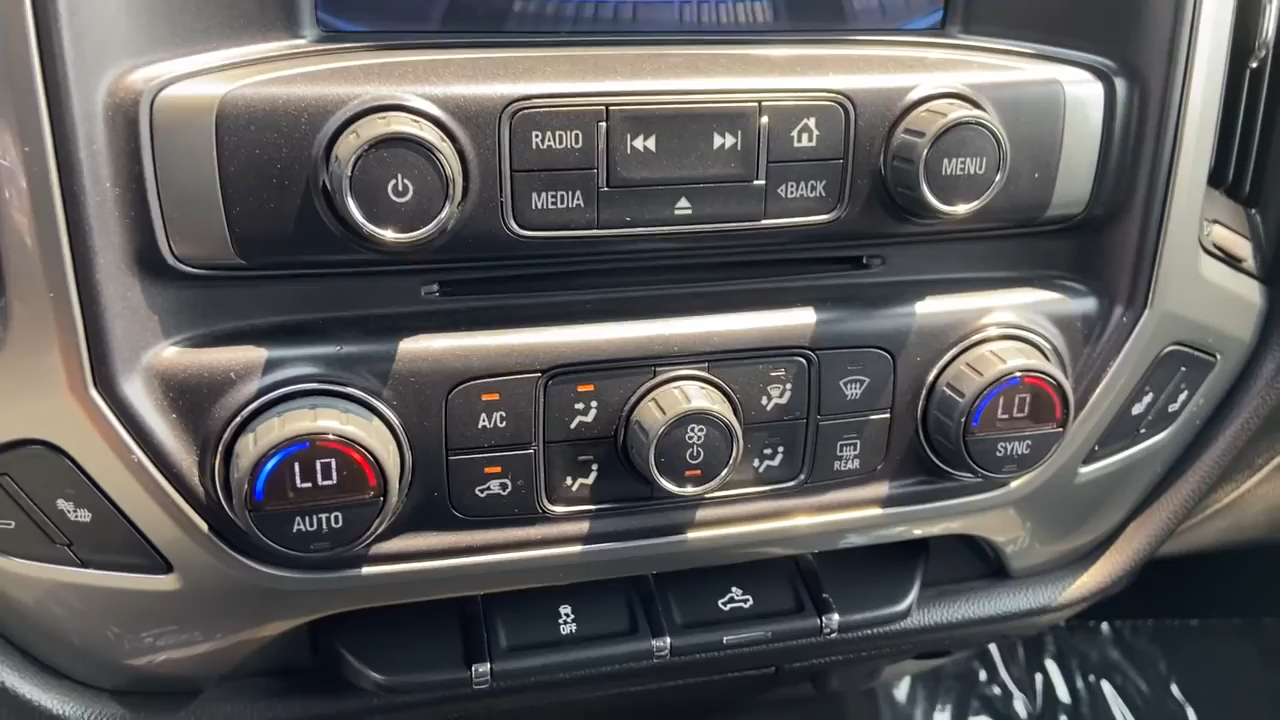 RADIO
MEDIA
BACK
MENU
A/C
LO
AUTO
REAR
LO
SYNC
OFF